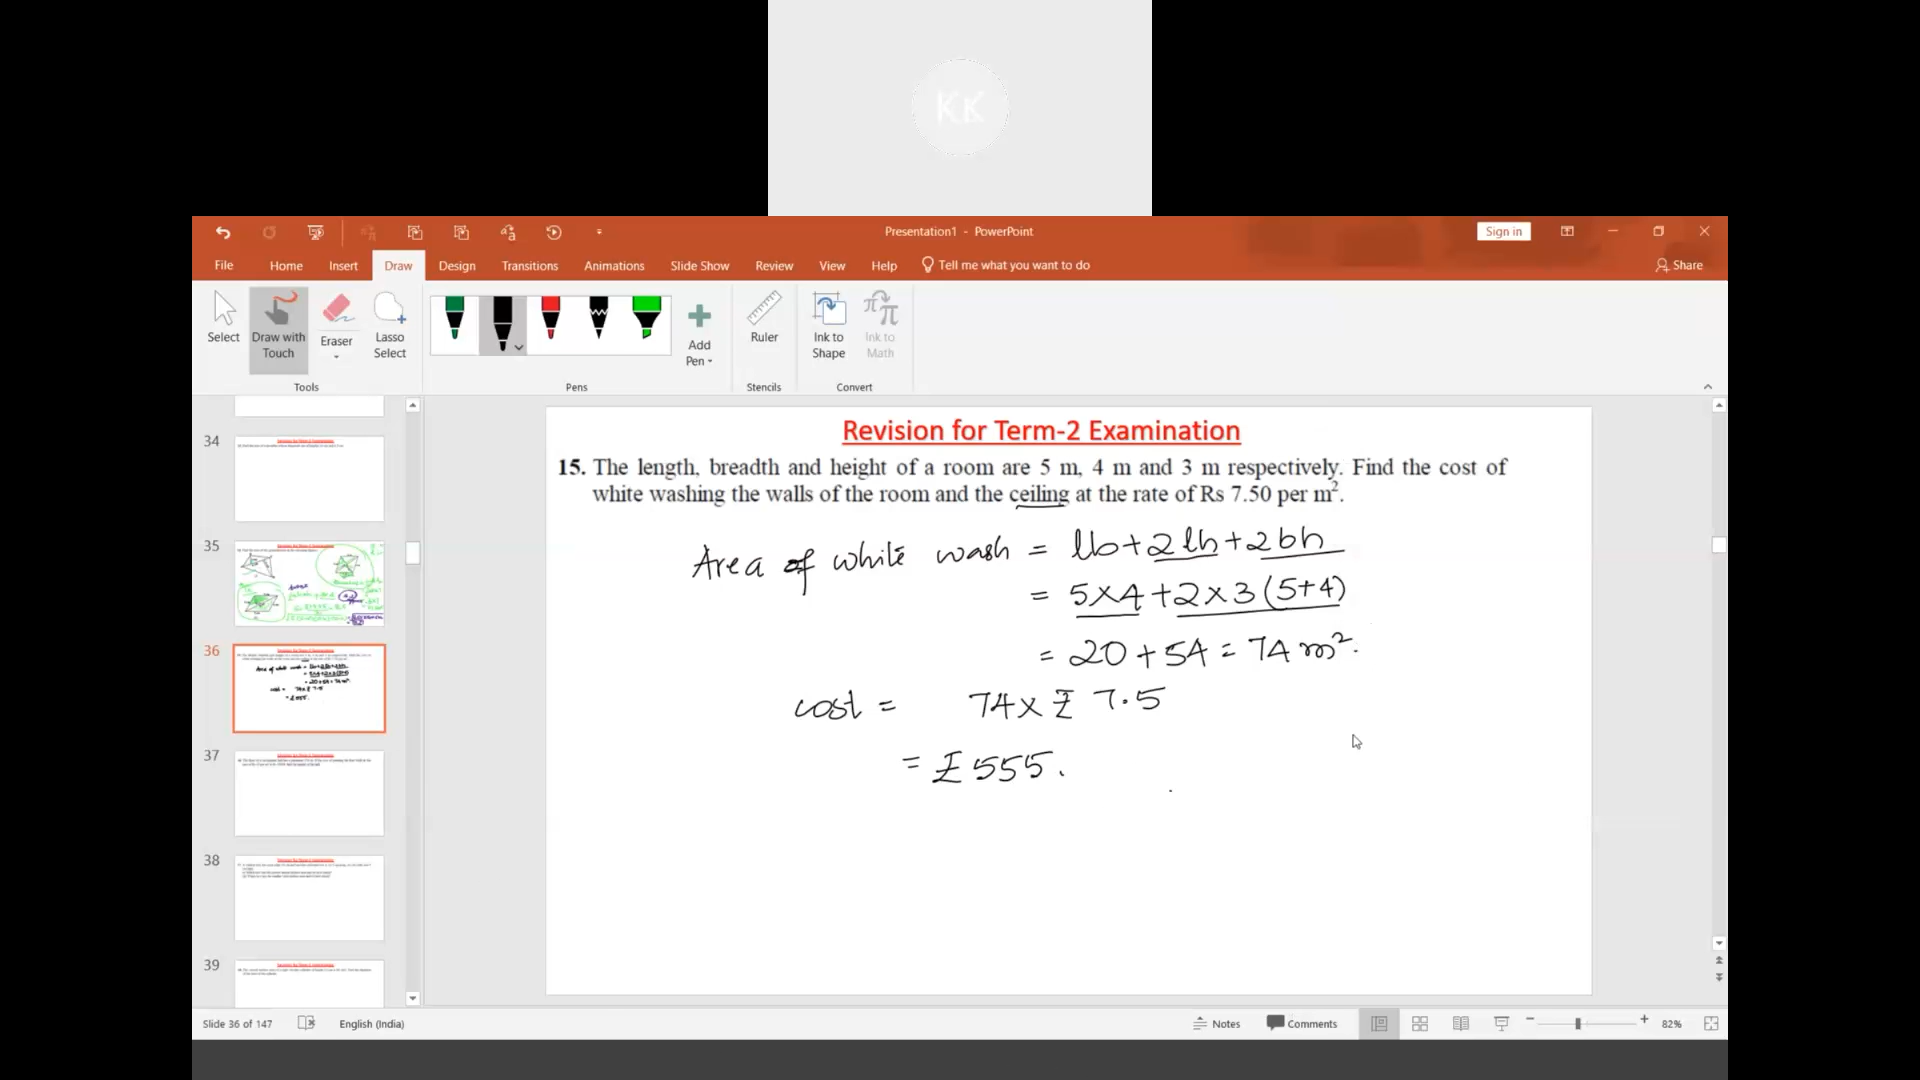 KK
Presentation1 - PowerPoint
Sign in
File Home Insert Draw Design Transitions Animations Slide Show Review View Help Tell me what you want to do Share
Select Draw with Touch Eraser Lasso Select
Add Pen
Ruler
Ink to Shape
Ink to Math
Tools Pens Stencils Convert
34
35
36
37
38
39
Revision for Term-2 Examination
15. The length, breadth and height of a room are 5 m, 4 m and 3 m respectively. Find the cost of
white washing the walls of the room and the ceiling at the rate of Rs 7.50 per m².
Area of white wash = lb+2lh+2bh
= 5×4+2×3(5+4)
= 20+54=74m².
cost = 74×₹ 7.5
= ₹555.
Slide 36 of 147 English (India) Notes Comments 82%